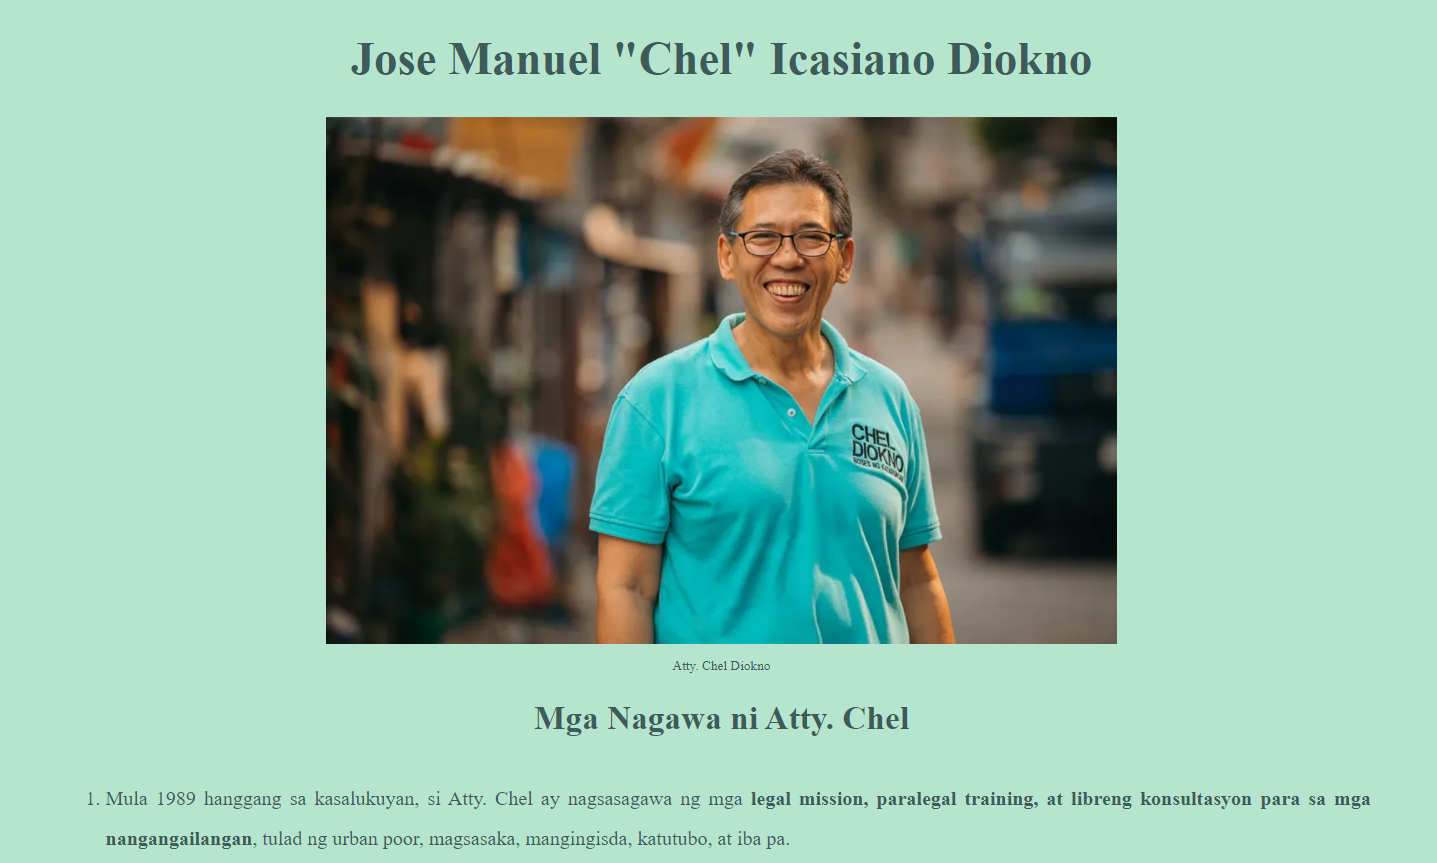 Jose Manuel "Chel" Icasiano Diokno
CHEL
DIOKNO
BOSES NG
Atty. Chel Diokno
Mga Nagawa ni Atty. Chel
1. Mula 1989 hanggang sa kasalukuyan, si Atty. Chel ay nagsasagawa ng mga legal mission, paralegal training, at libreng konsultasyon para sa mga
nangangailangan, tulad ng urban poor, magsasaka, mangingisda, katutubo, at iba pa.